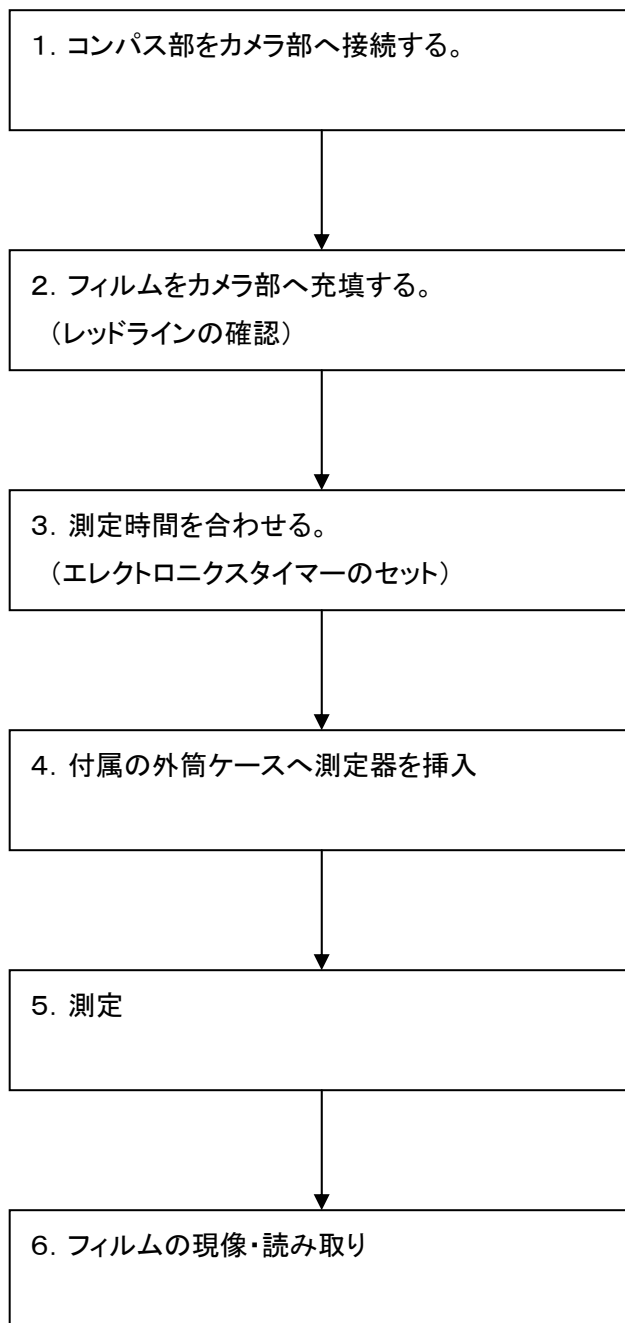 1．コンパス部をカメラ部へ接続する。
2．フィルムをカメラ部へ充填する。
（レッドラインの確認）
3．測定時間を合わせる。
（エレクトロニクスタイマーのセット）
4．付属の外筒ケースへ測定器を挿入
5．測定
6．フィルムの現像・読み取り